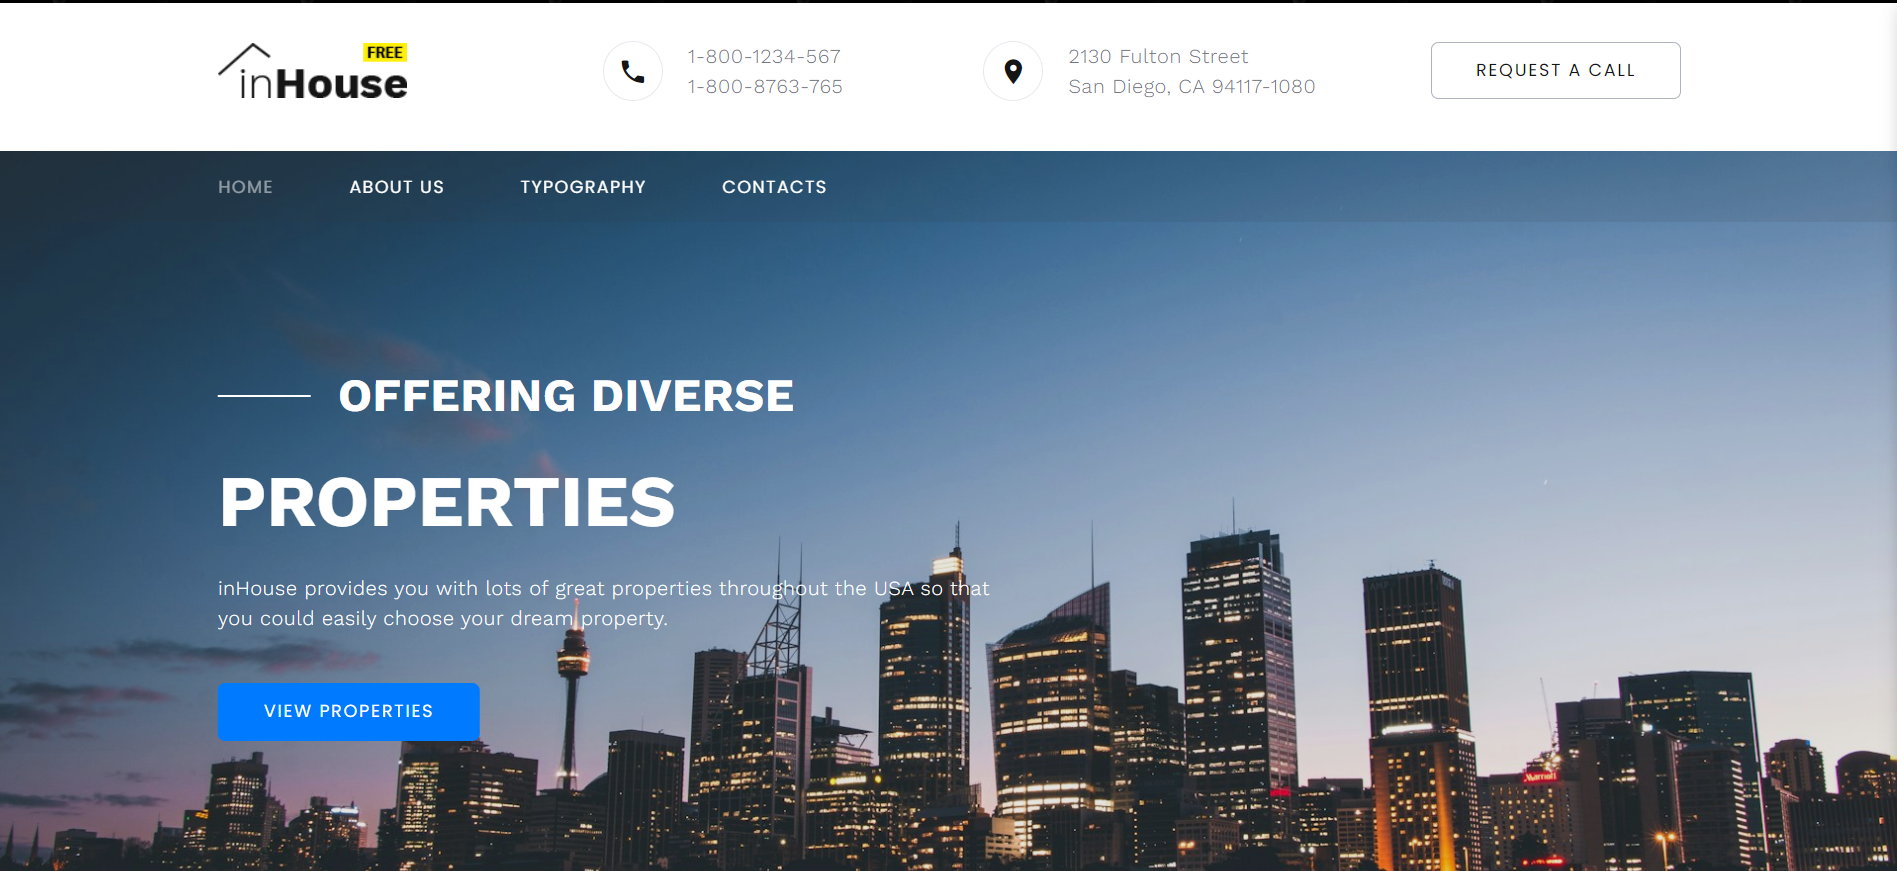 FREE
inHouse
1-800-1234-567
1-800-8763-765
2130 Fulton Street
San Diego, CA 94117-1080
REQUEST A CALL
HOME
ABOUT US
TYPOGRAPHY
CONTACTS
OFFERING DIVERSE
PROPERTIES
inHouse provides you with lots of great properties throughout the USA so that
you could easily choose your dream property.
VIEW PROPERTIES
Marriott